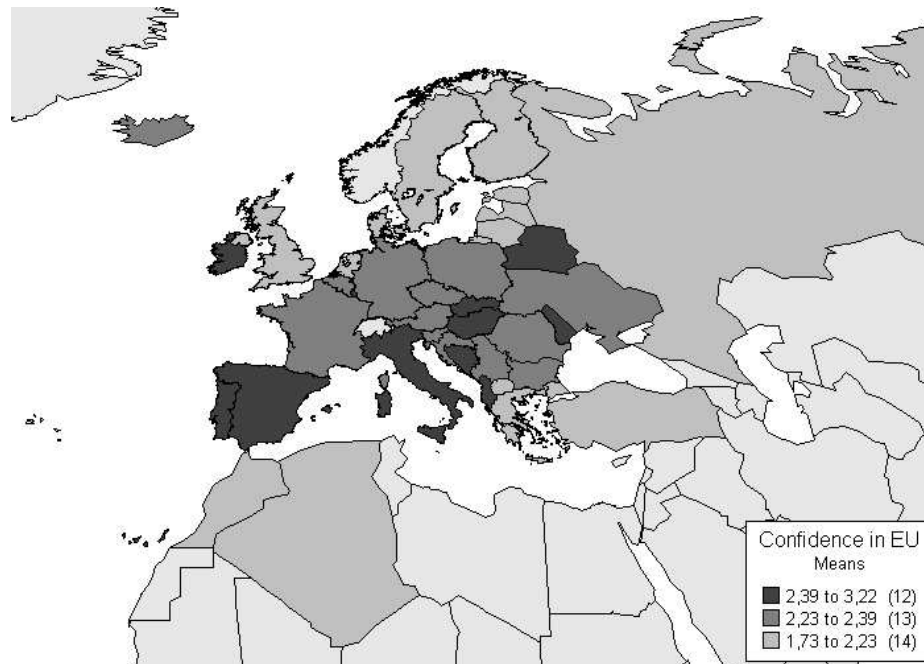 Confidence in EU
Means
2,39 to 3,22 (12)
2,23 to 2,39 (13)
1,73 to 2,23 (14)